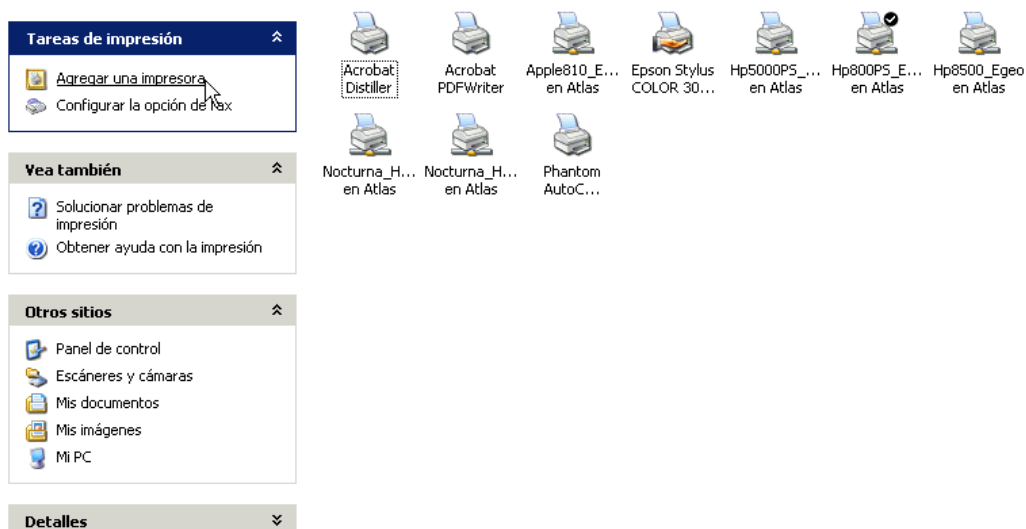 Tareas de impresión
Agregar una impresora
Configurar la opción de fax
Vea también
Solucionar problemas de
impresión
Obtener ayuda con la impresión
Otros sitios
Panel de control
Escáneres y cámaras
Mis documentos
Mis imágenes
Mi PC
Detalles
Acrobat
Distiller
Acrobat
PDFWriter
Apple810_E...
en Atlas
Epson Stylus
COLOR 30...
Hp5000PS_...
en Atlas
Hp800PS_E...
en Atlas
Hp8500_Egeo
en Atlas
Nocturna_H...
en Atlas
Nocturna_H...
en Atlas
Phantom
AutoC...